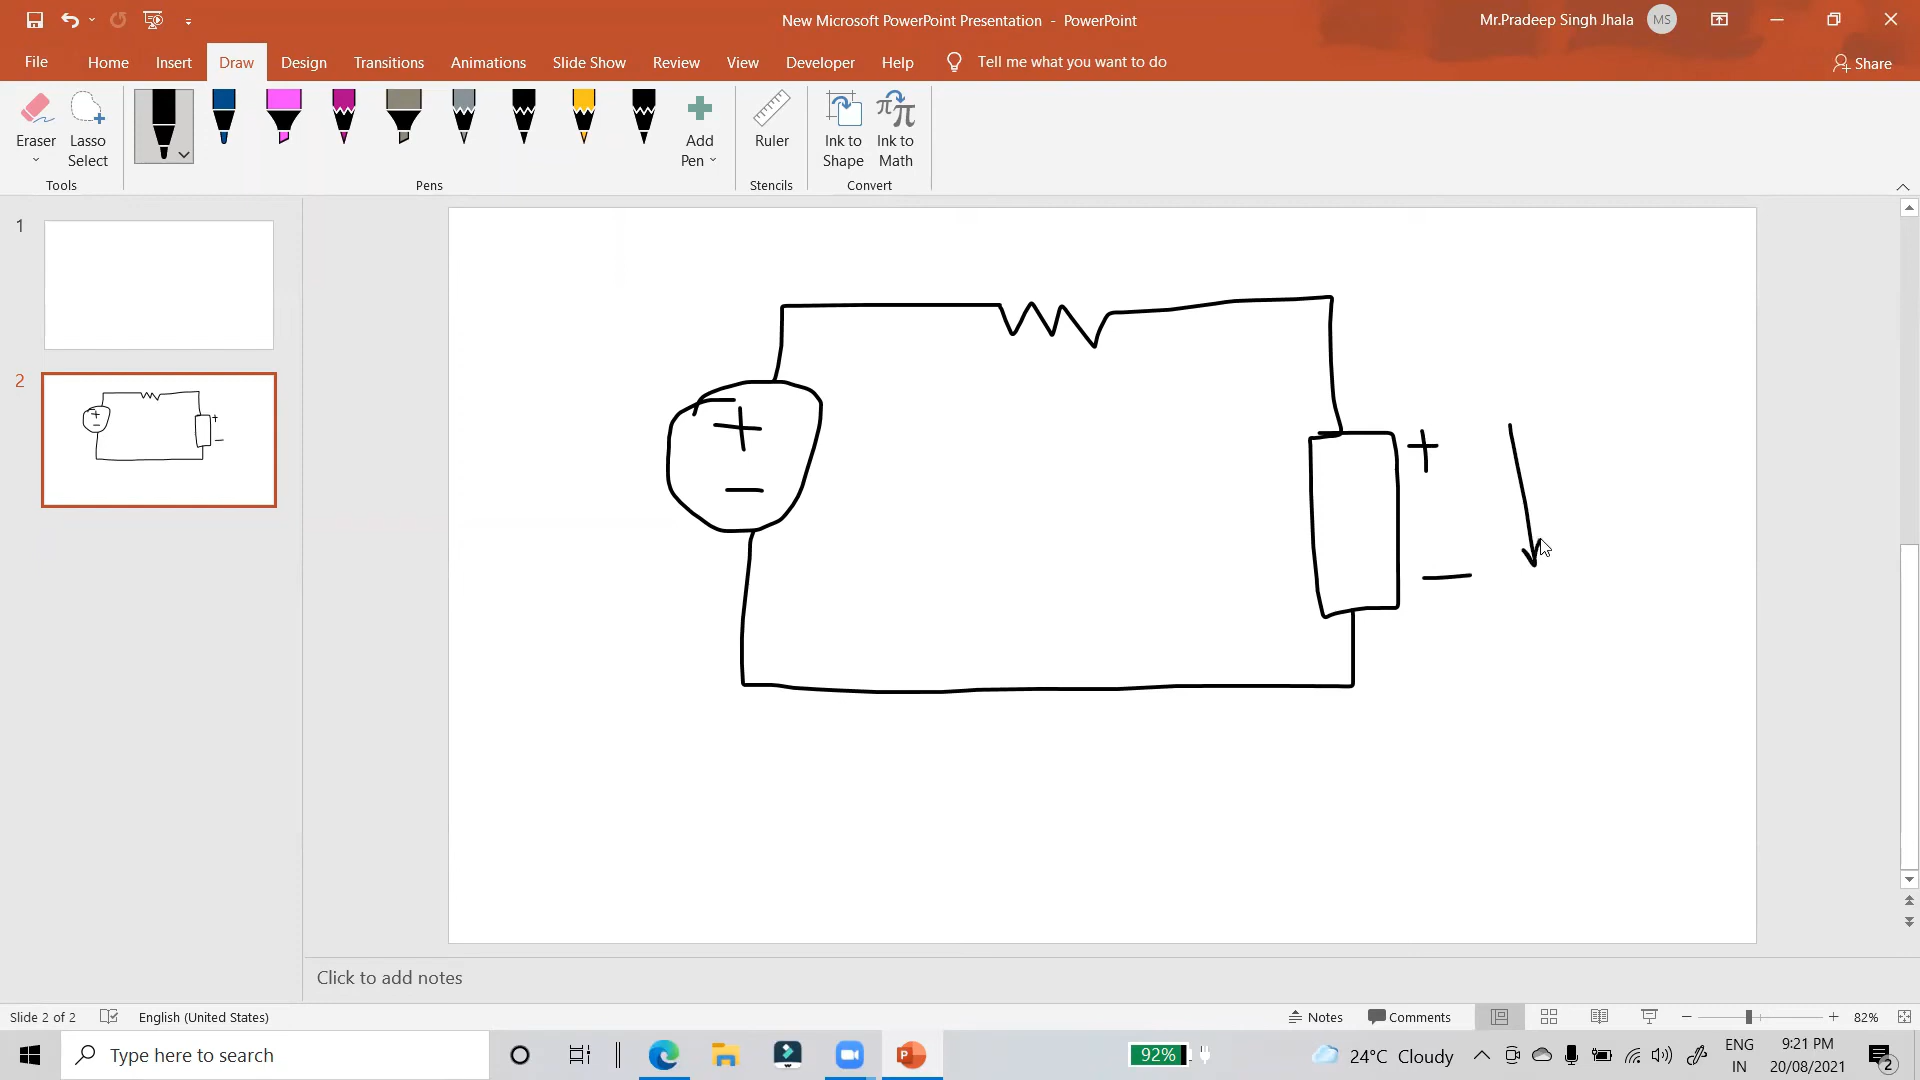 New Microsoft PowerPoint Presentation - PowerPoint
Mr.Pradeep Singh Jhala
MS
File
Home
Insert
Draw
Design
Transitions
Animations
Slide Show
Review
View
Developer
Help
Tell me what you want to do
Share
Eraser
Lasso
Select
Add
Pen
Ruler
Ink to
Shape
Ink to
Math
Tools
Pens
Stencils
Convert
1
2
+
−
+
−
Click to add notes
Slide 2 of 2
English (United States)
Notes
Comments
82%
Type here to search
92%
24°C Cloudy
ENG
IN
9:21 PM
20/08/2021
2